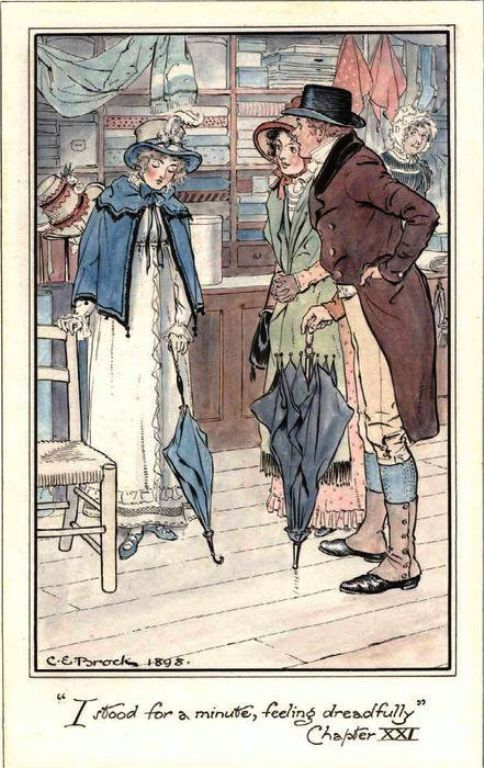 C. E. Brock 1898.
"I stood for a minute, feeling dreadfully"
Chapter XXI